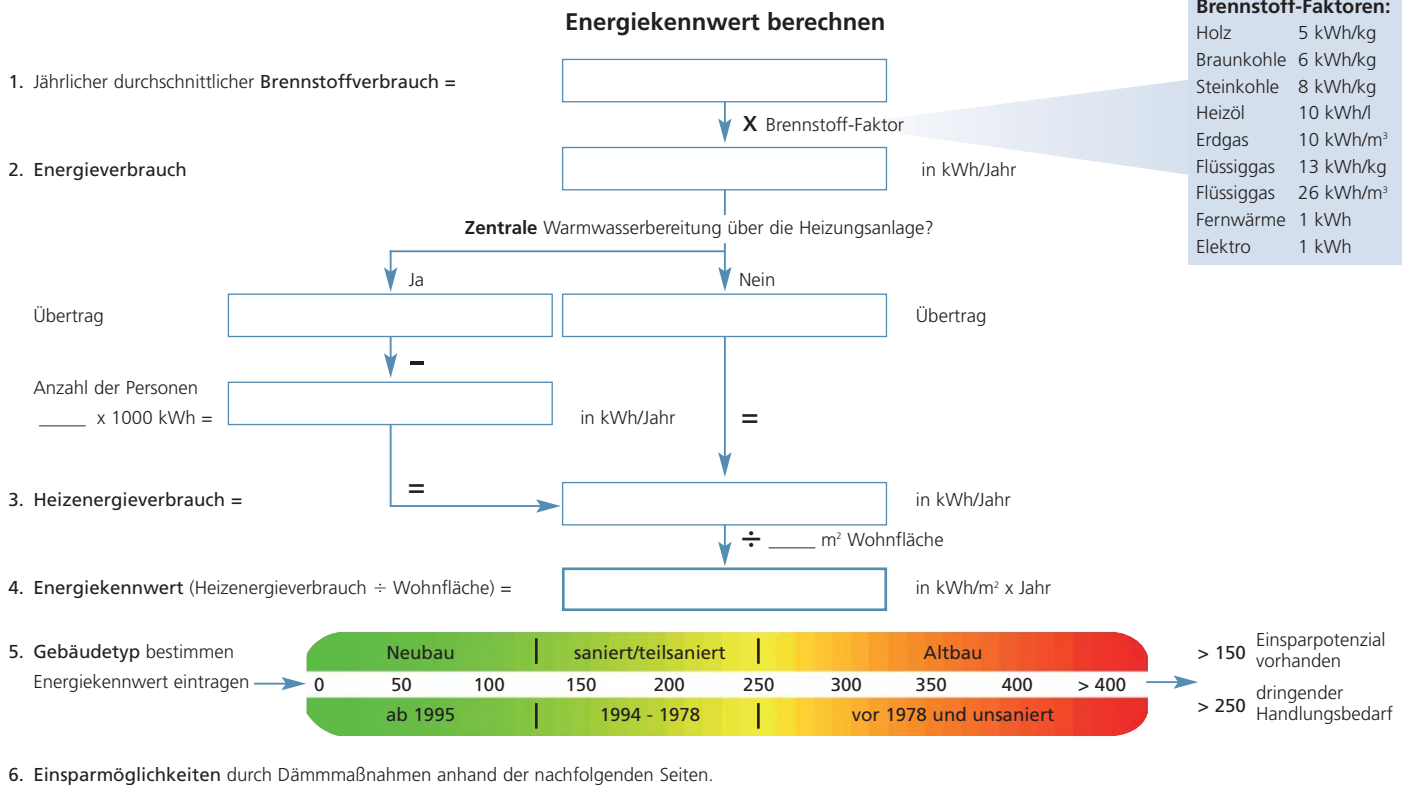 Energiekennwert berechnen
Brennstoff-Faktoren:
Holz 5 kWh/kg
Braunkohle 6 kWh/kg
Steinkohle 8 kWh/kg
Heizöl 10 kWh/l
Erdgas 10 kWh/m³
Flüssiggas 13 kWh/kg
Flüssiggas 26 kWh/m³
Fernwärme 1 kWh
Elektro 1 kWh
1. Jährlicher durchschnittlicher Brennstoffverbrauch =
X Brennstoff-Faktor
2. Energieverbrauch in kWh/Jahr
Zentrale Warmwasserbereitung über die Heizungsanlage?
Ja Nein
Übertrag Übertrag
–
Anzahl der Personen
_____ x 1000 kWh = in kWh/Jahr =
=
3. Heizenergieverbrauch = in kWh/Jahr
÷ _____ m² Wohnfläche
4. Energiekennwert (Heizenergieverbrauch ÷ Wohnfläche) = in kWh/m² x Jahr
5. Gebäudetyp bestimmen
Energiekennwert eintragen
Neubau | saniert/teilsaniert | Altbau
0 50 100 150 200 250 300 350 400 > 400
ab 1995 | 1994 - 1978 | vor 1978 und unsaniert
> 150 Einsparpotenzial
vorhanden
> 250 dringender
Handlungsbedarf
6. Einsparmöglichkeiten durch Dämmmaßnahmen anhand der nachfolgenden Seiten.